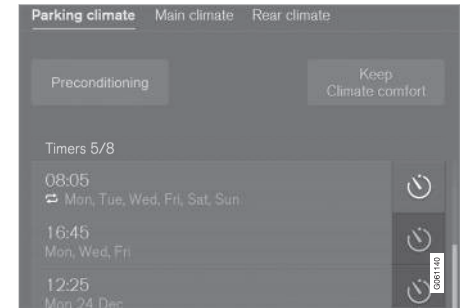 Parking climate Main climate Rear climate
Preconditioning
Keep
Climate comfort
Timers 5/8
08:05
Mon, Tue, Wed, Fri, Sat, Sun
16:45
Mon, Wed, Fri
12:25
Mon 24 Dec
G061140